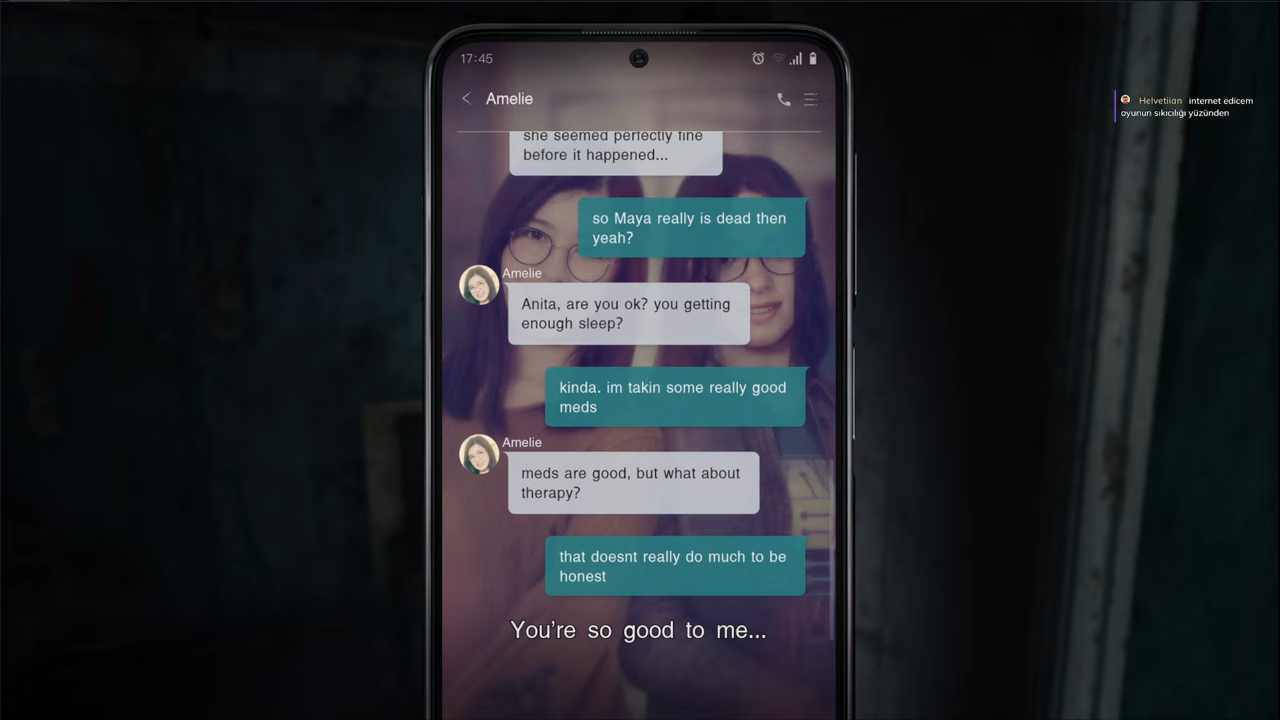 17:45
Amelie
she seemed perfectly fine
before it happened...
so Maya really is dead then
yeah?
Amelie
Anita, are you ok? you getting
enough sleep?
kinda. im takin some really good
meds
Amelie
meds are good, but what about
therapy?
that doesnt really do much to be
honest
You're so good to me...
Helvetiian internet edicem
oyunun sıkıcılığı yüzünden